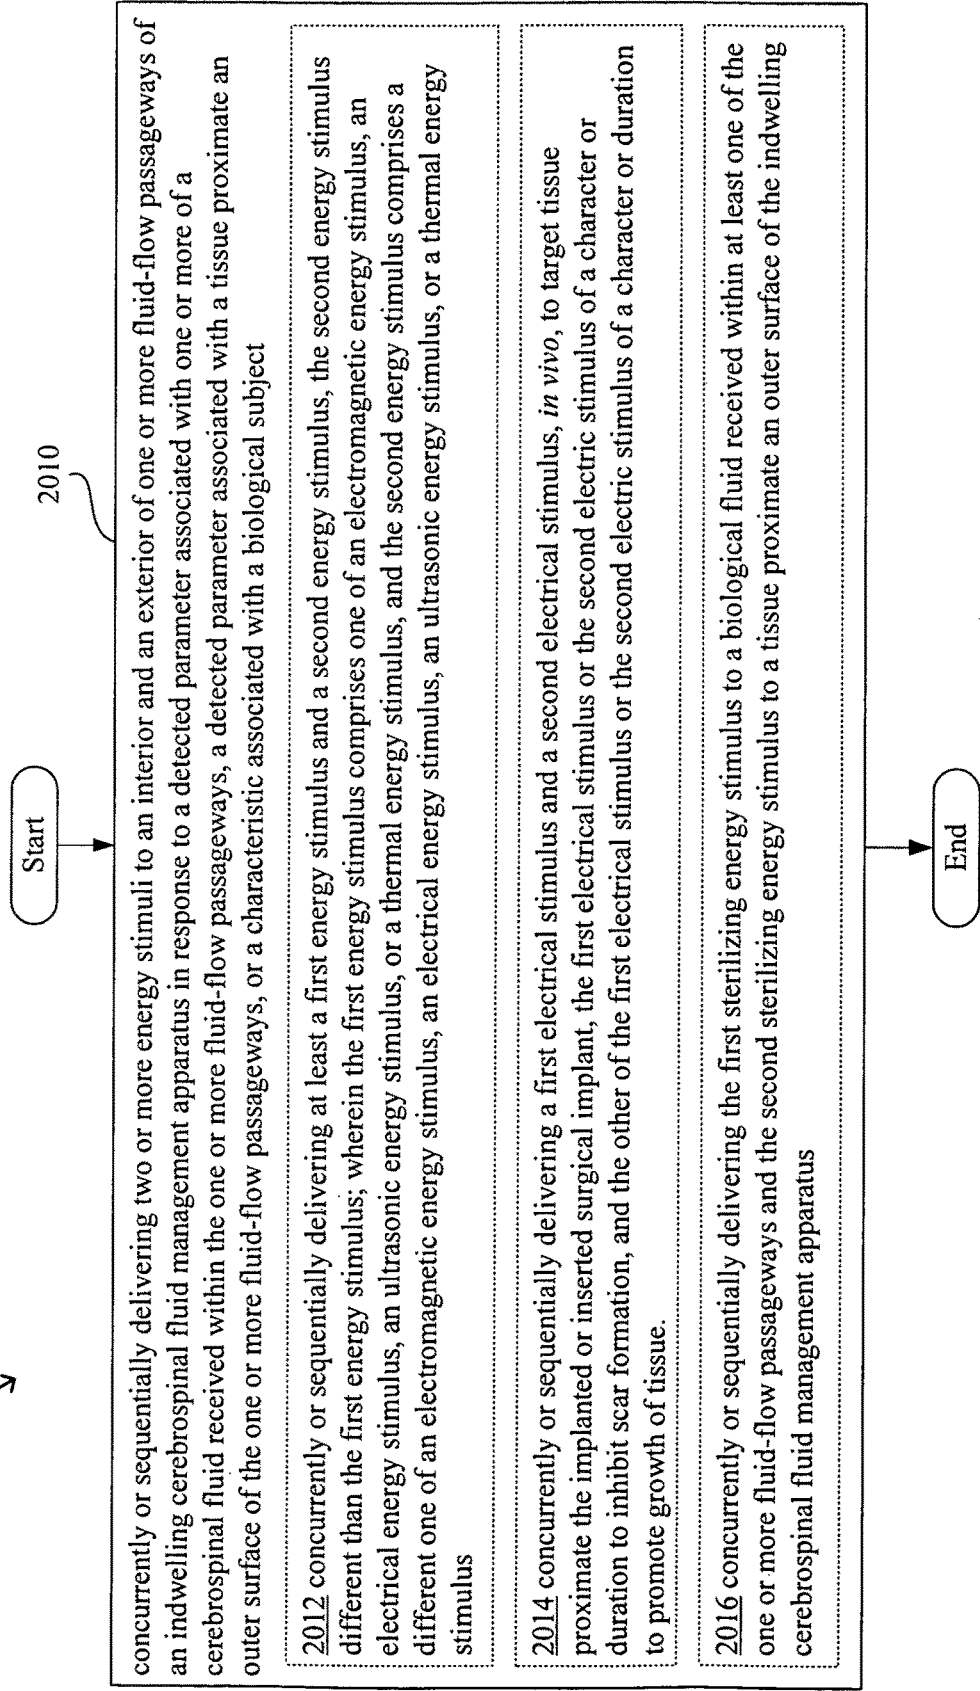 Start
2010
concurrently or sequentially delivering two or more energy stimuli to an interior and an exterior of one or more fluid-flow passageways of
an indwelling cerebrospinal fluid management apparatus in response to a detected parameter associated with one or more of a
cerebrospinal fluid received within the one or more fluid-flow passageways, a detected parameter associated with a tissue proximate an
outer surface of the one or more fluid-flow passageways, or a characteristic associated with a biological subject
2012 concurrently or sequentially delivering at least a first energy stimulus and a second energy stimulus, the second energy stimulus
different than the first energy stimulus; wherein the first energy stimulus comprises one of an electromagnetic energy stimulus, an
electrical energy stimulus, an ultrasonic energy stimulus, or a thermal energy stimulus, and the second energy stimulus comprises a
different one of an electromagnetic energy stimulus, an electrical energy stimulus, an ultrasonic energy stimulus, or a thermal energy
stimulus
2014 concurrently or sequentially delivering a first electrical stimulus and a second electrical stimulus, in vivo, to target tissue
proximate the implanted or inserted surgical implant, the first electrical stimulus or the second electric stimulus of a character or
duration to inhibit scar formation, and the other of the first electrical stimulus or the second electric stimulus of a character or duration
to promote growth of tissue.
2016 concurrently or sequentially delivering the first sterilizing energy stimulus to a biological fluid received within at least one of the
one or more fluid-flow passageways and the second sterilizing energy stimulus to a tissue proximate an outer surface of the indwelling
cerebrospinal fluid management apparatus
End